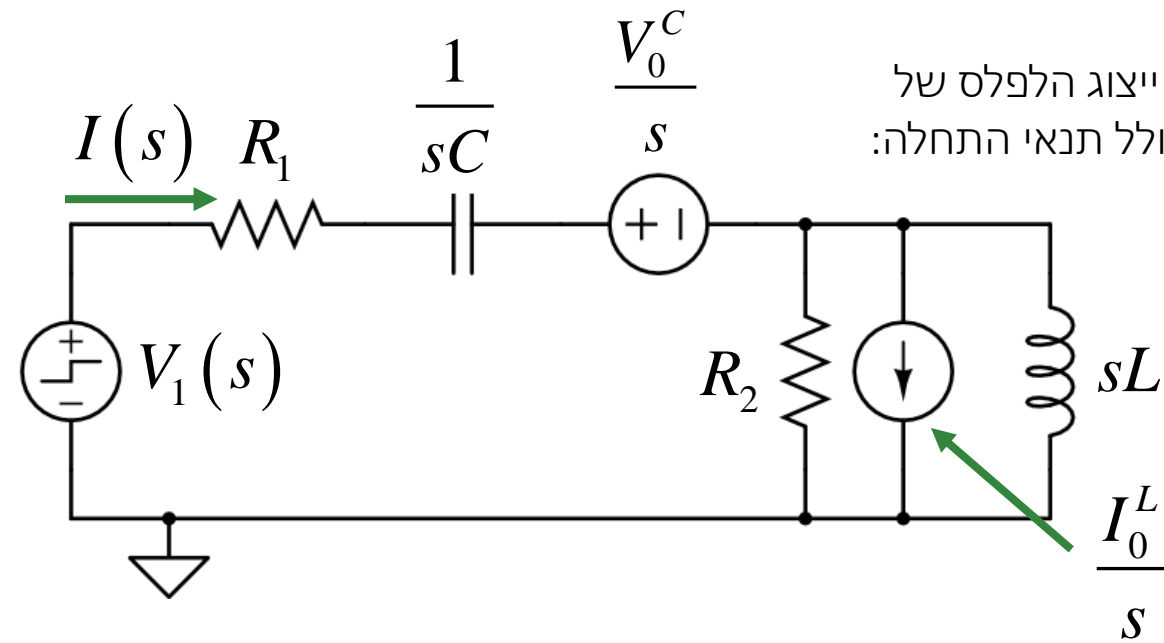 ייצוג הלפלס של
ולל תנאי התחלה:
I(s)
R₁
1
sC
V₀ᶜ
s
+ −
V₁(s)
+
−
R₂
sL
I₀ᴸ
s